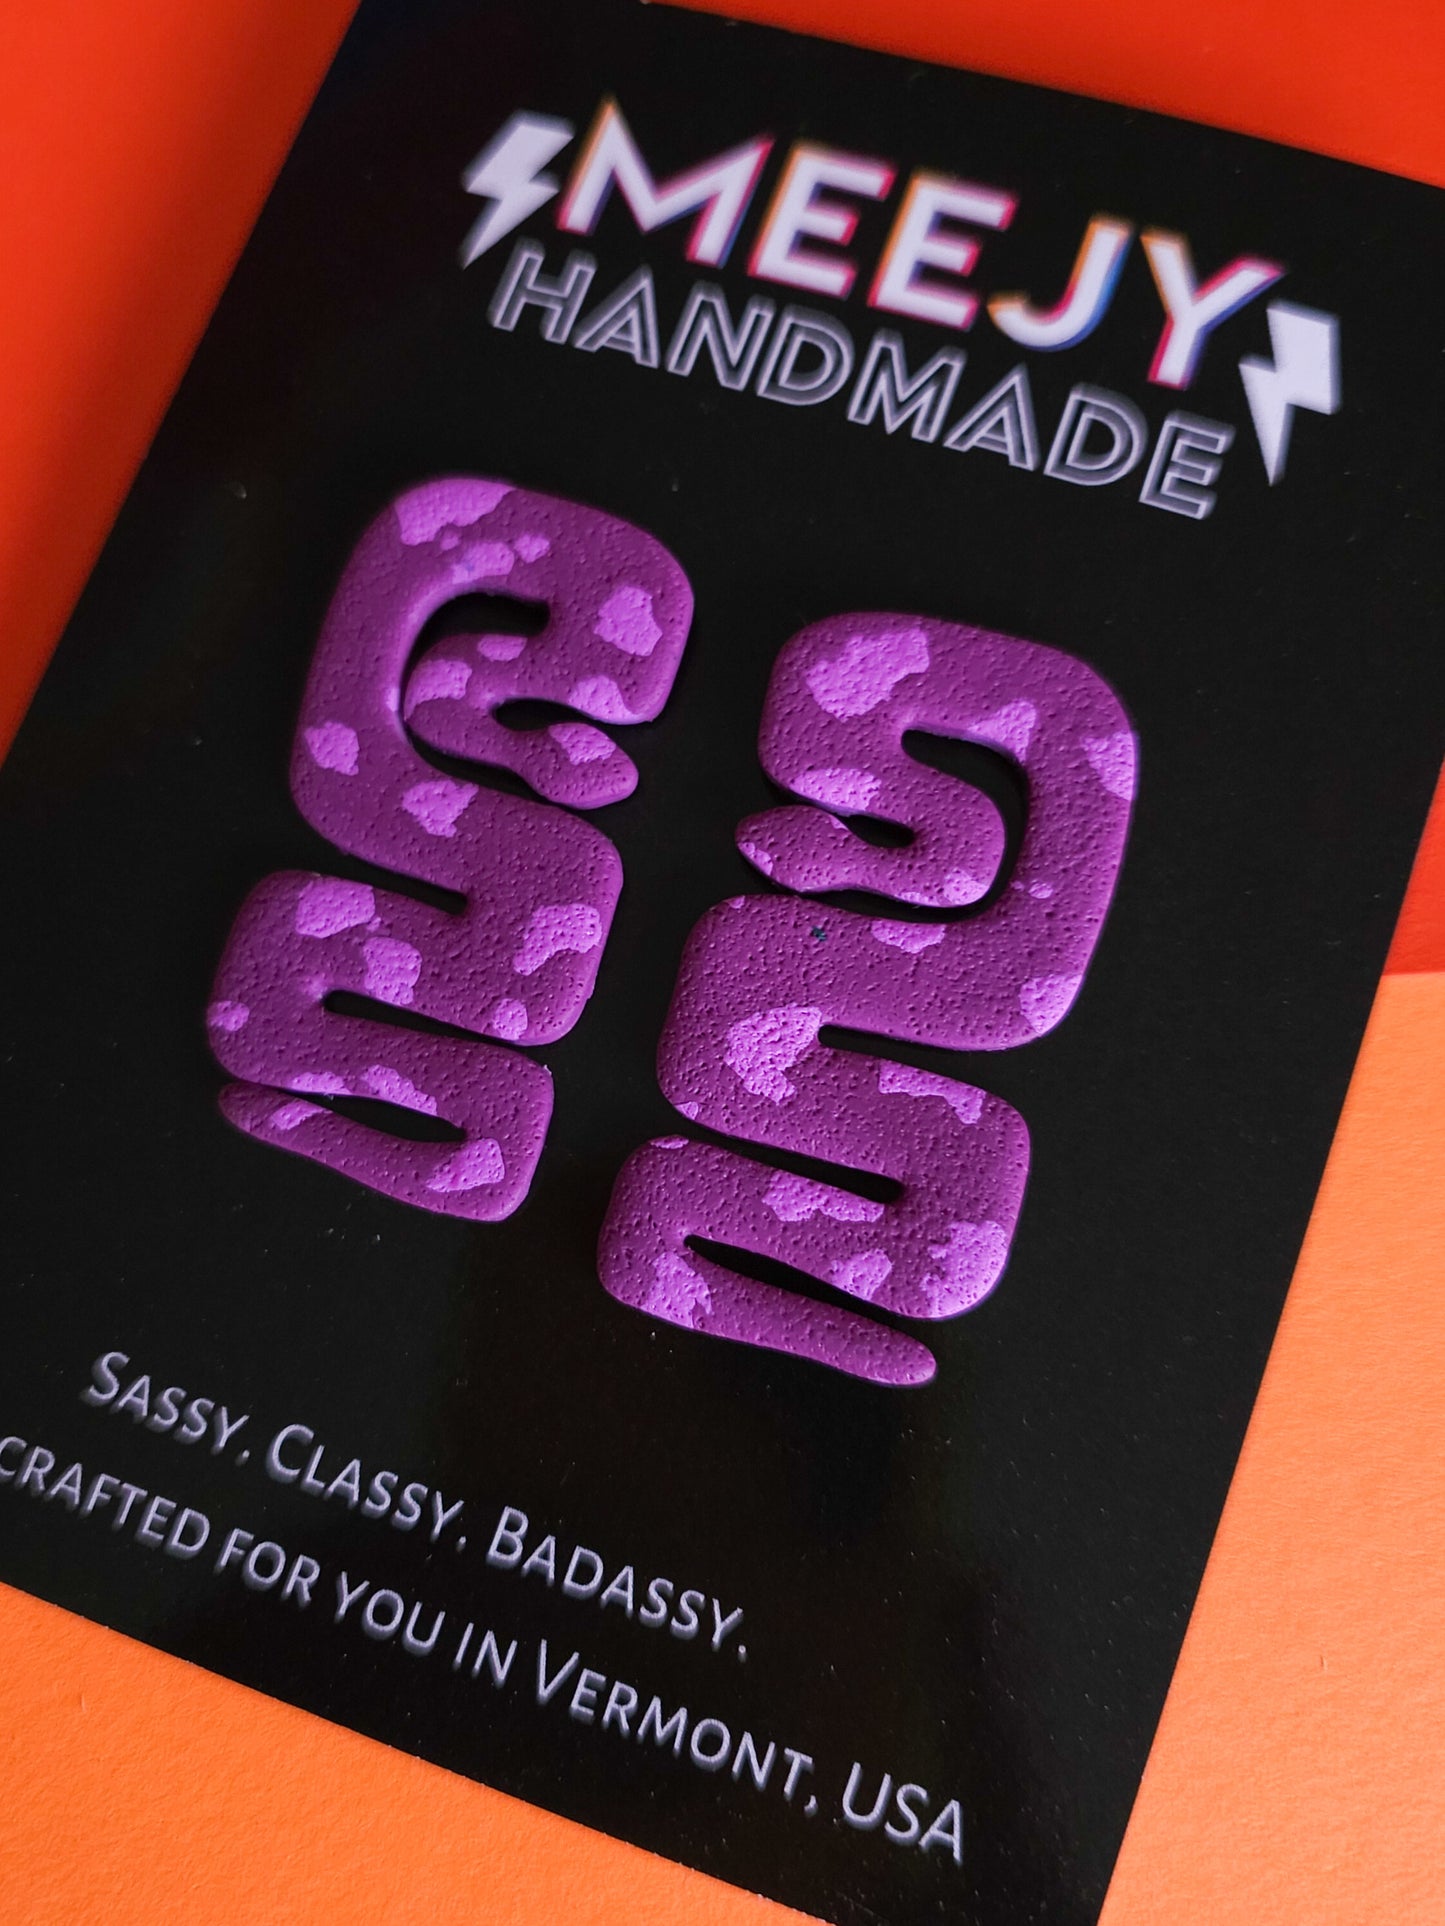 MEEJY
HANDMADE
SASSY. CLASSY. BADASSY.
CRAFTED FOR YOU IN VERMONT, USA